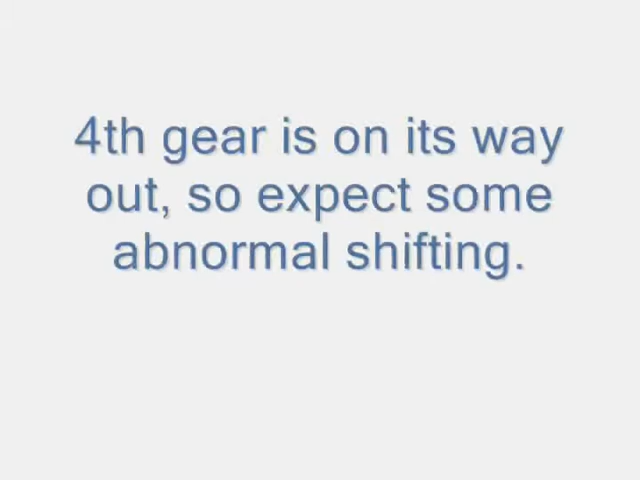 4th gear is on its way
out, so expect some
abnormal shifting.